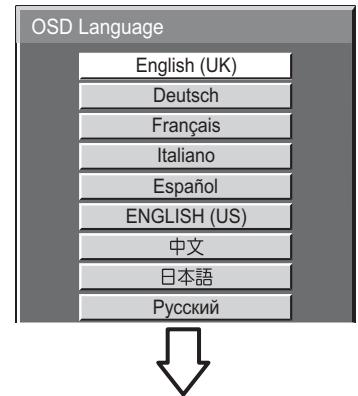 OSD Language
English (UK)
Deutsch
Français
Italiano
Español
ENGLISH (US)
中文
日本語
Русский